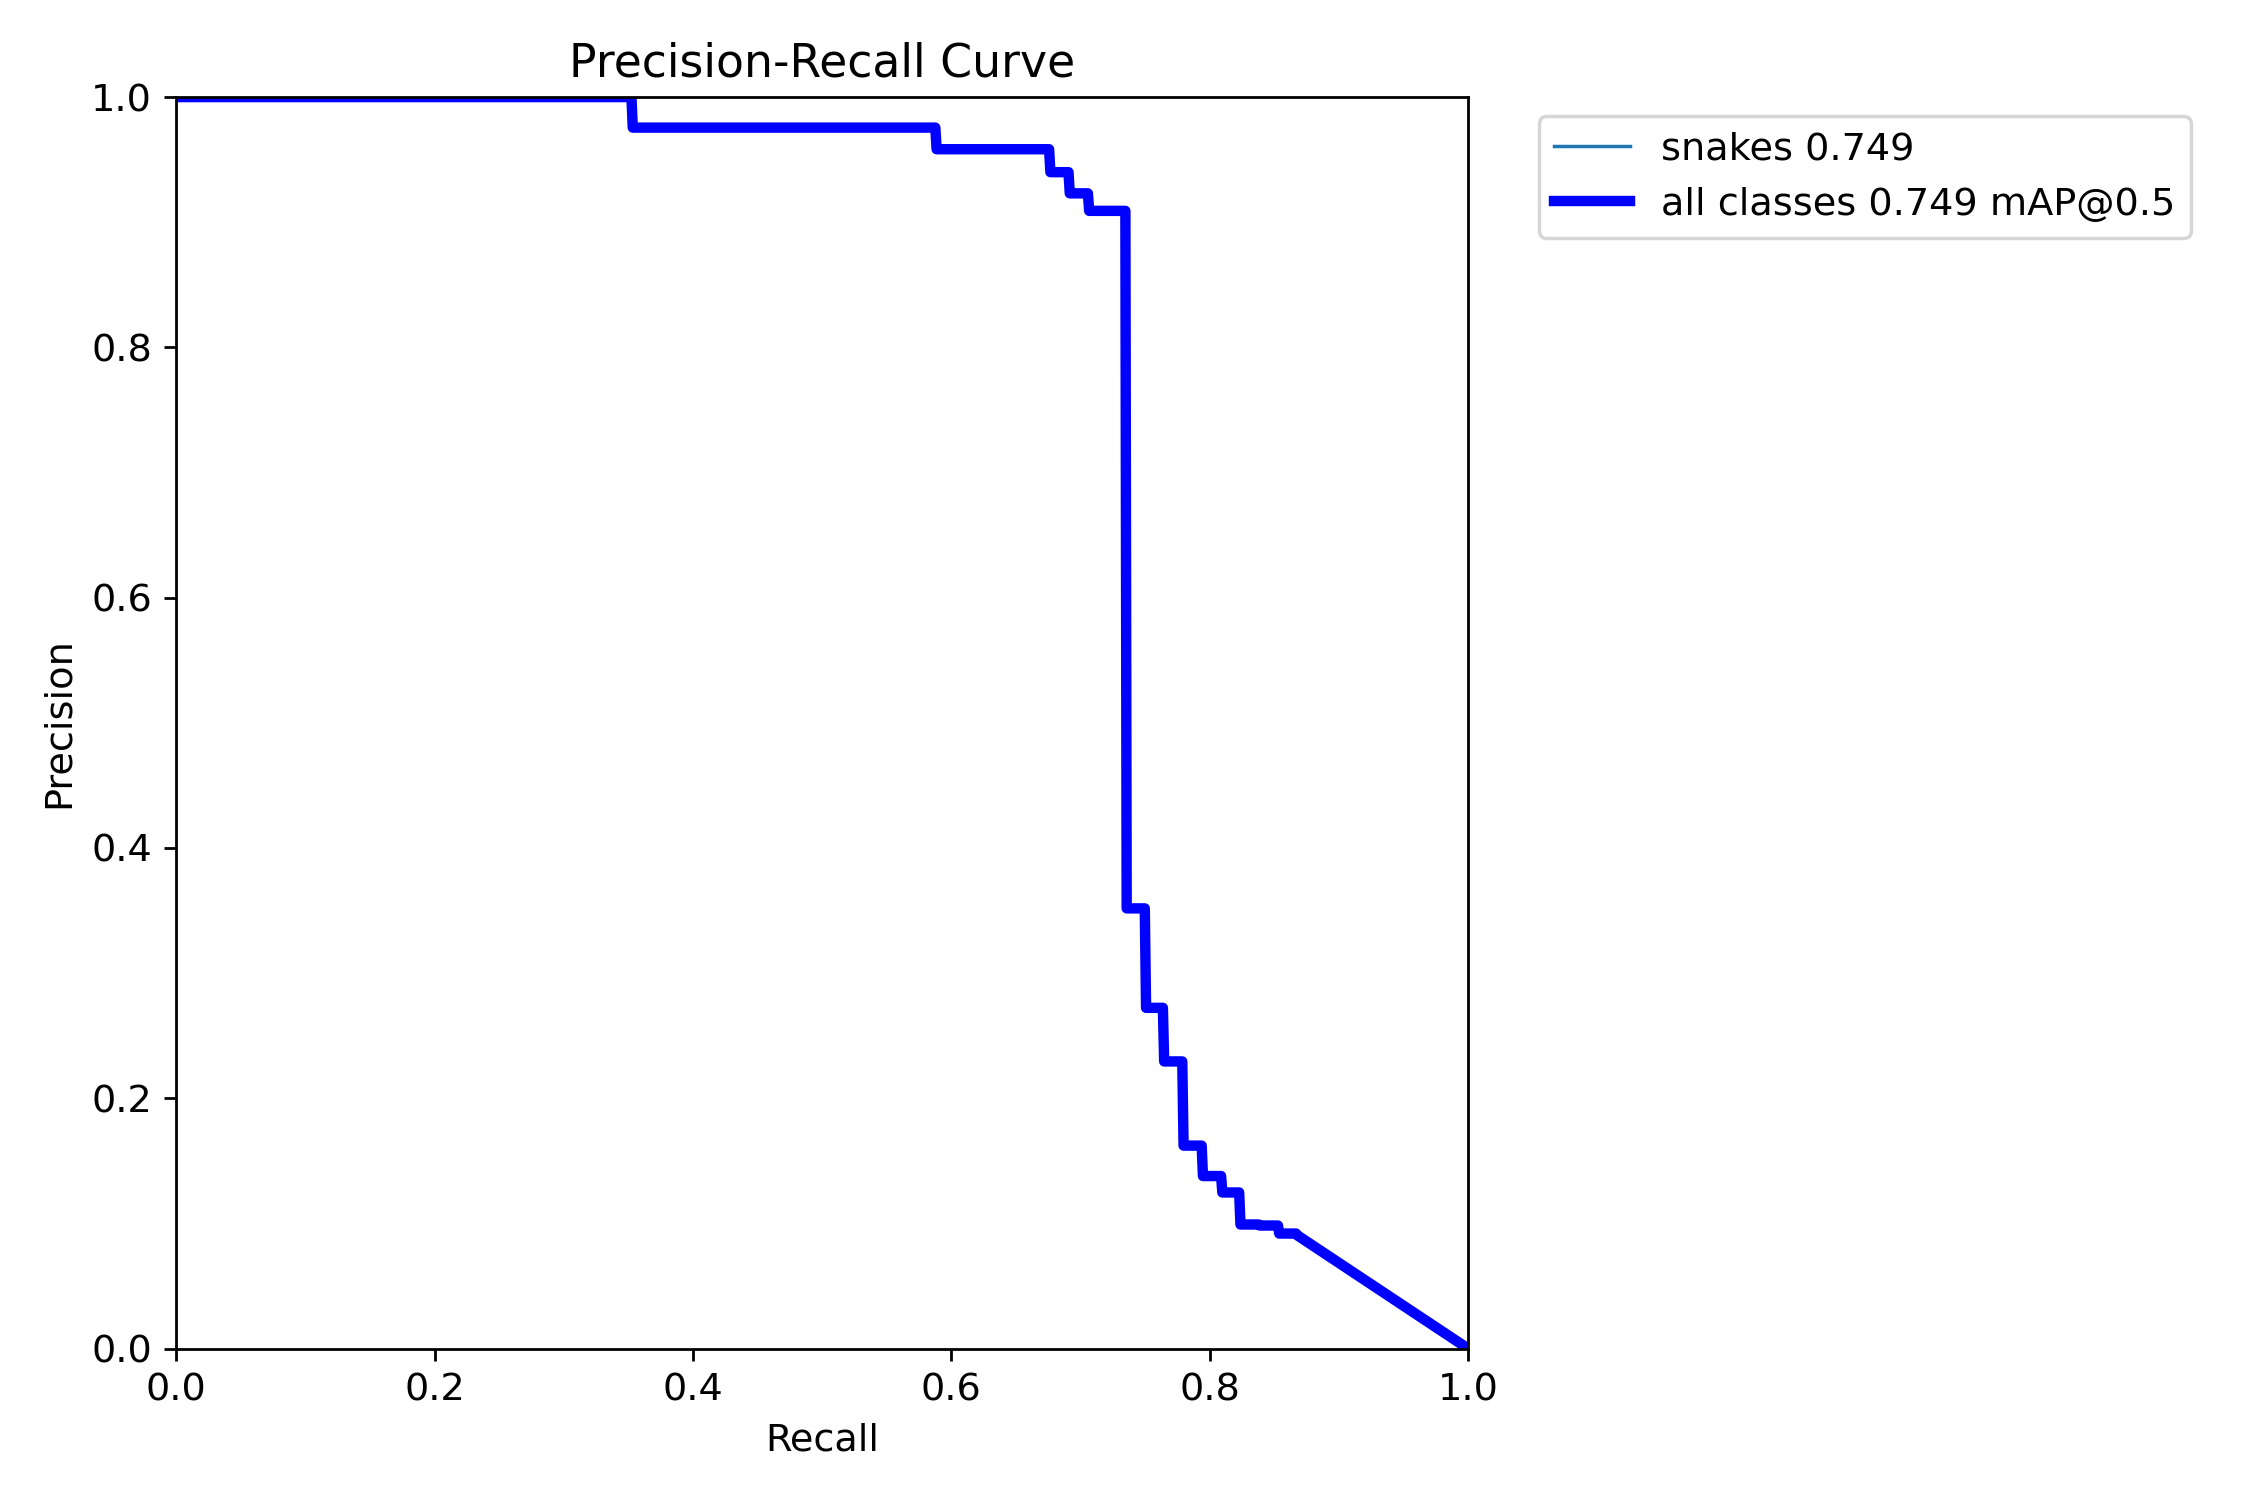 Precision-Recall Curve
1.0
0.8
0.6
0.4
0.2
0.0
Precision
0.0 0.2 0.4 0.6 0.8 1.0
Recall
snakes 0.749
all classes 0.749 mAP@0.5